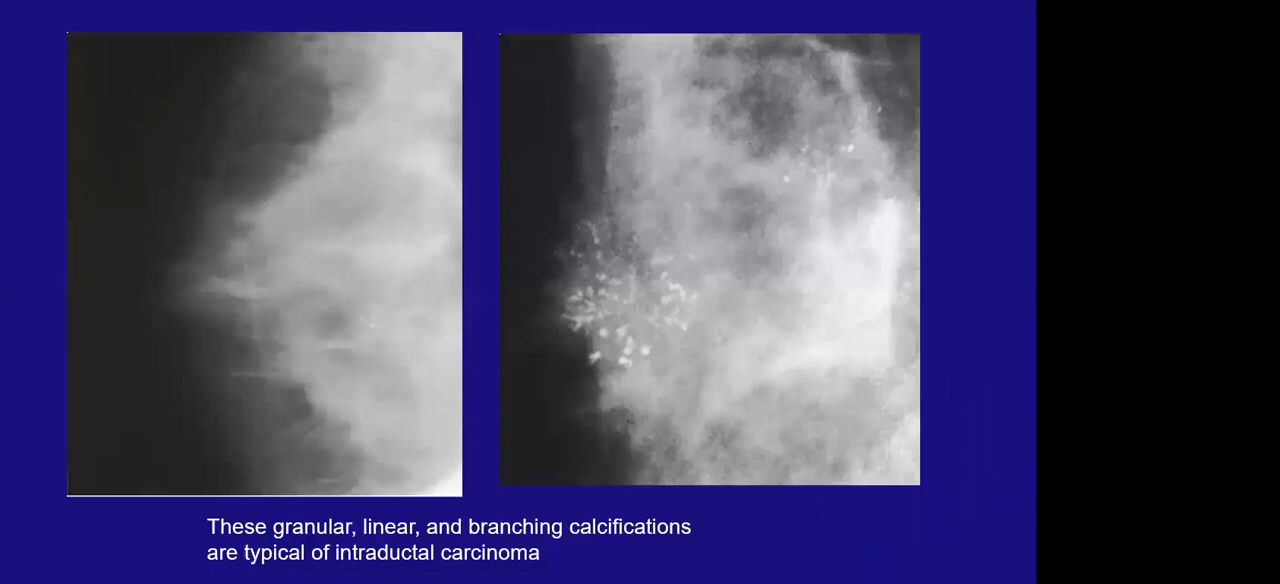 These granular, linear, and branching calcifications
are typical of intraductal carcinoma